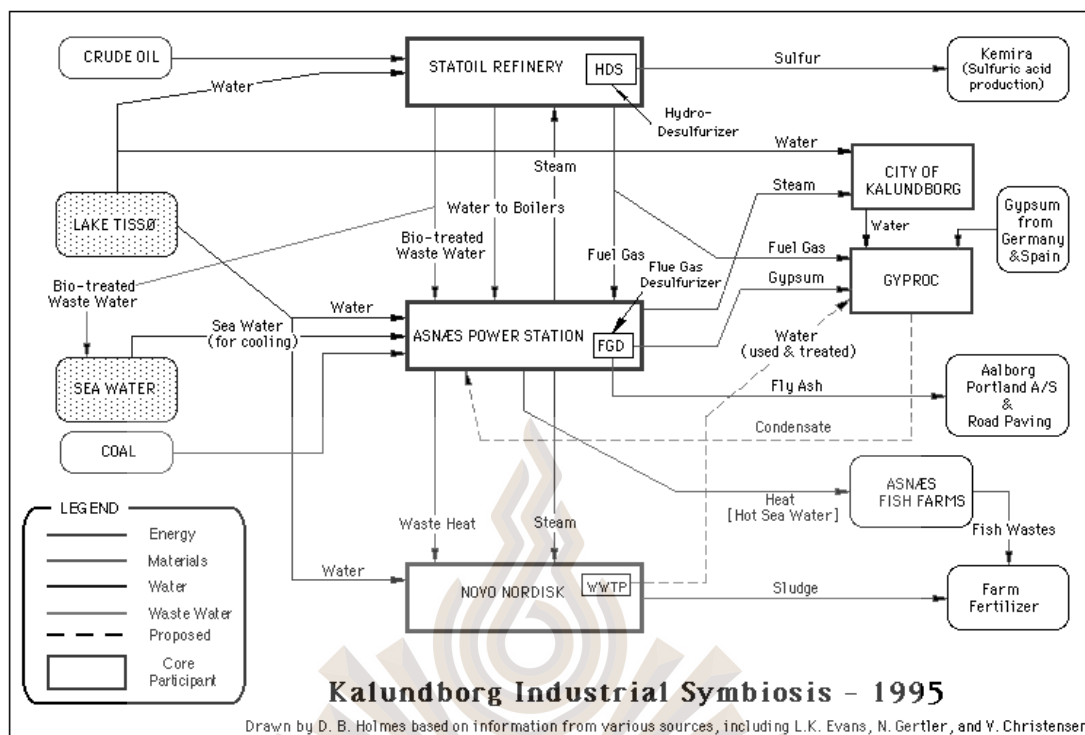 CRUDE OIL
STATOIL REFINERY
HDS
Sulfur
Kemira
(Sulfuric acid
production)
Water
Hydro-
Desulfurizer
Water
Steam
Steam
CITY OF
KALUNDBORG
LAKE TISSØ
Water to Boilers
Water
Gypsum
from
Germany
&Spain
Bio-treated
Waste Water
Fuel Gas
Fuel Gas
Bio-treated
Waste Water
Flue Gas
Desulfurizer
Gypsum
GYPROC
Water
Sea Water
(for cooling)
ASNÆS POWER STATION
FGD
Water
(used & treated)
SEA WATER
Fly Ash
Aalborg
Portland A/S
&
Road Paving
COAL
Condensate
ASNÆS
FISH FARMS
Heat
[Hot Sea Water]
Waste Heat
Steam
Fish Wastes
Water
NOVO NORDISK
WWTP
Sludge
Farm
Fertilizer
LEGEND
Energy
Materials
Water
Waste Water
Proposed
Core
Participant
Kalundborg Industrial Symbiosis - 1995
Drawn by D. B. Holmes based on information from various sources, including L.K. Evans, N. Gertler, and V. Christensen